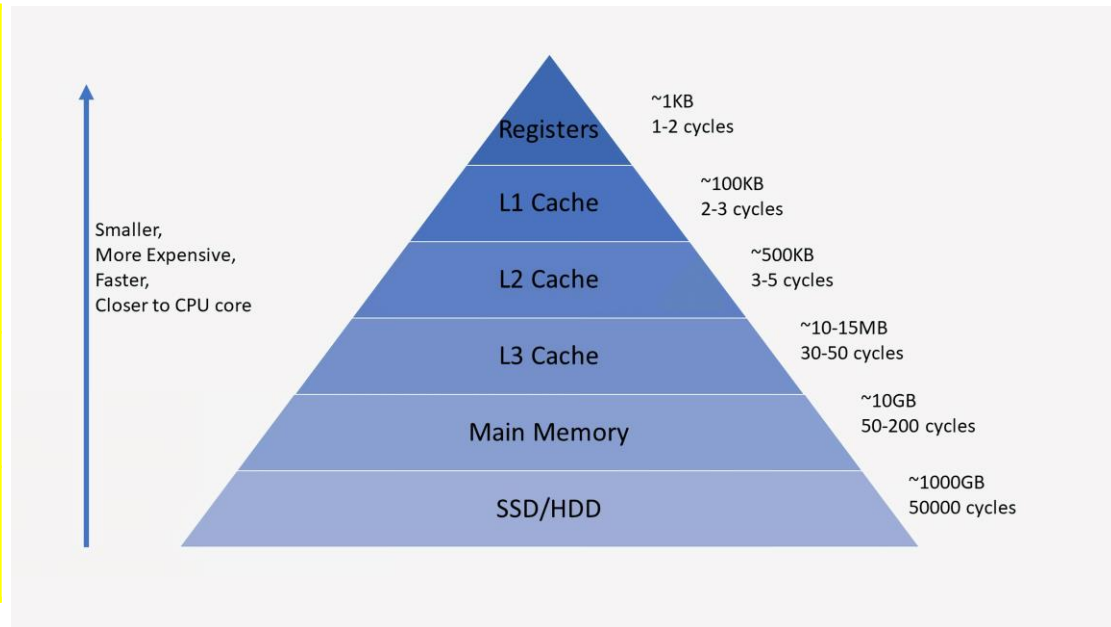 Registers
~1KB
1-2 cycles
L1 Cache
~100KB
2-3 cycles
Smaller,
More Expensive,
Faster,
Closer to CPU core
L2 Cache
~500KB
3-5 cycles
L3 Cache
~10-15MB
30-50 cycles
Main Memory
~10GB
50-200 cycles
SSD/HDD
~1000GB
50000 cycles